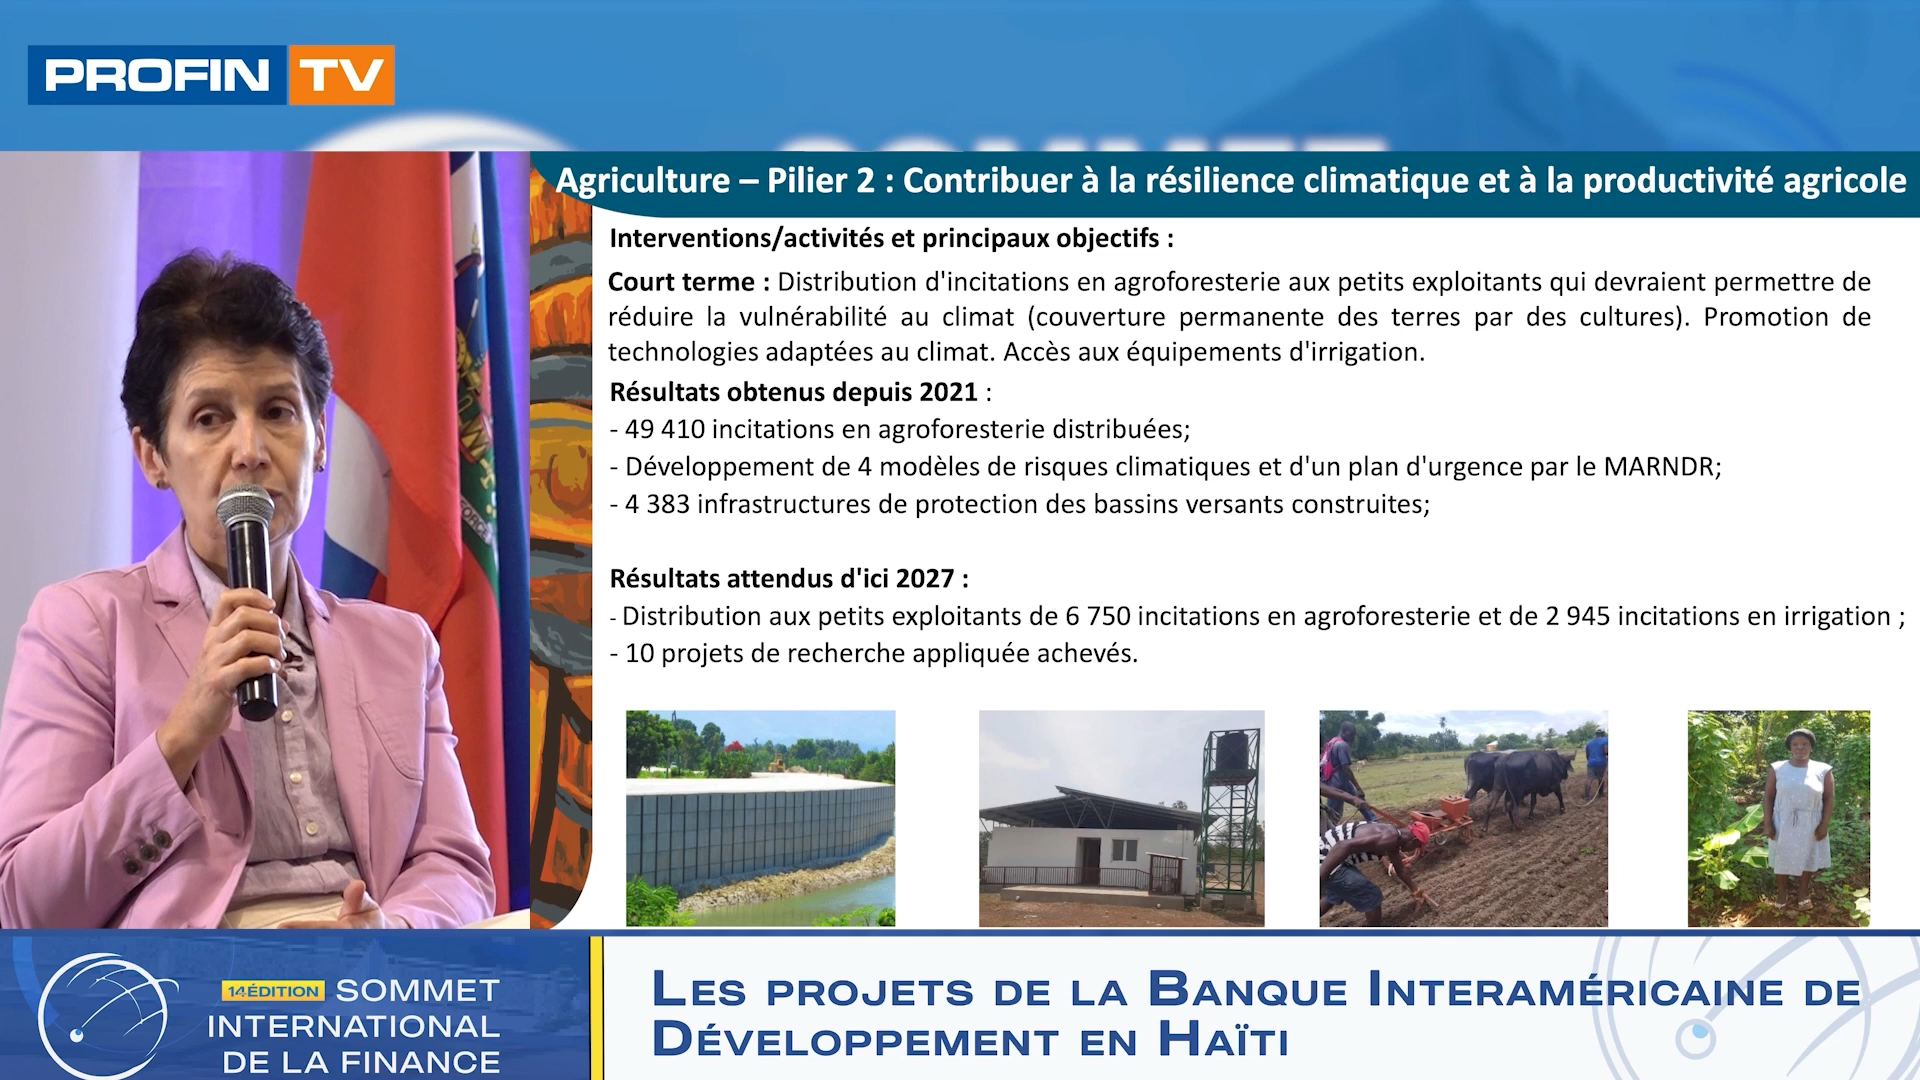 PROFIN TV
Agriculture – Pilier 2 : Contribuer à la résilience climatique et à la productivité agricole
Interventions/activités et principaux objectifs :
Court terme : Distribution d'incitations en agroforesterie aux petits exploitants qui devraient permettre de
réduire la vulnérabilité au climat (couverture permanente des terres par des cultures). Promotion de
technologies adaptées au climat. Accès aux équipements d'irrigation.
Résultats obtenus depuis 2021 :
- 49 410 incitations en agroforesterie distribuées;
- Développement de 4 modèles de risques climatiques et d'un plan d'urgence par le MARNDR;
- 4 383 infrastructures de protection des bassins versants construites;
Résultats attendus d'ici 2027 :
- Distribution aux petits exploitants de 6 750 incitations en agroforesterie et de 2 945 incitations en irrigation ;
- 10 projets de recherche appliquée achevés.
14 ÉDITION SOMMET
INTERNATIONAL
DE LA FINANCE
LES PROJETS DE LA BANQUE INTERAMÉRICAINE DE
DÉVELOPPEMENT EN HAÏTI